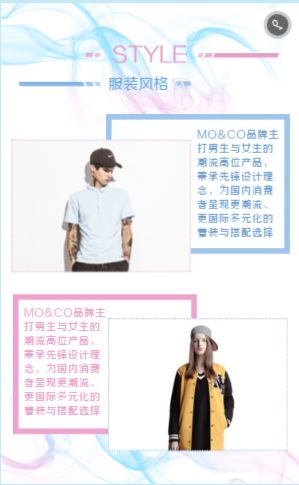 STYLE
服装风格
MO&CO品牌主
打男生与女生的
潮流高位产品，
秉承先锋设计理
念，为国内消费
者呈现更潮流、
更国际多元化的
着装与搭配选择
MO&CO品牌主
打男生与女生的
潮流高位产品，
秉承先锋设计理
念，为国内消费
者呈现更潮流、
更国际多元化的
着装与搭配选择